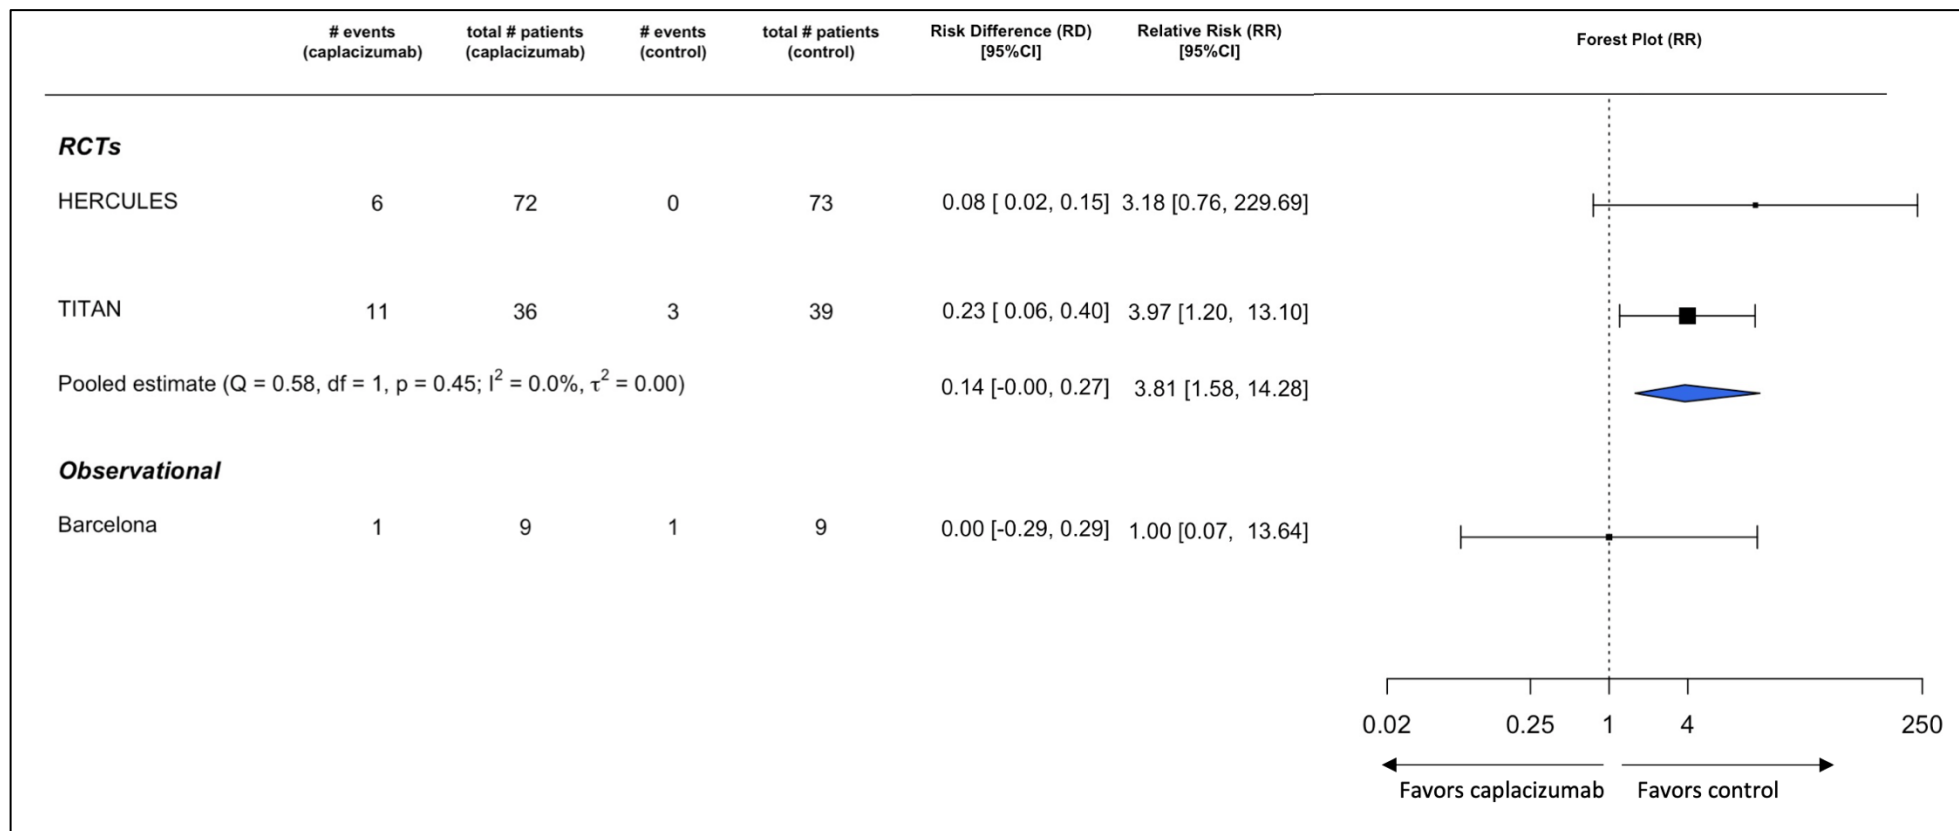 # events total # patients # events total # patients Risk Difference (RD) Relative Risk (RR) Forest Plot (RR)
(caplacizumab) (caplacizumab) (control) (control) [95%CI] [95%CI]
RCTs
HERCULES 6 72 0 73 0.08 [ 0.02, 0.15] 3.18 [0.76, 229.69]
TITAN 11 36 3 39 0.23 [ 0.06, 0.40] 3.97 [1.20, 13.10]
Pooled estimate (Q = 0.58, df = 1, p = 0.45; I² = 0.0%, τ² = 0.00) 0.14 [-0.00, 0.27] 3.81 [1.58, 14.28]
Observational
Barcelona 1 9 1 9 0.00 [-0.29, 0.29] 1.00 [0.07, 13.64]
0.02 0.25 1 4 250
Favors caplacizumab Favors control